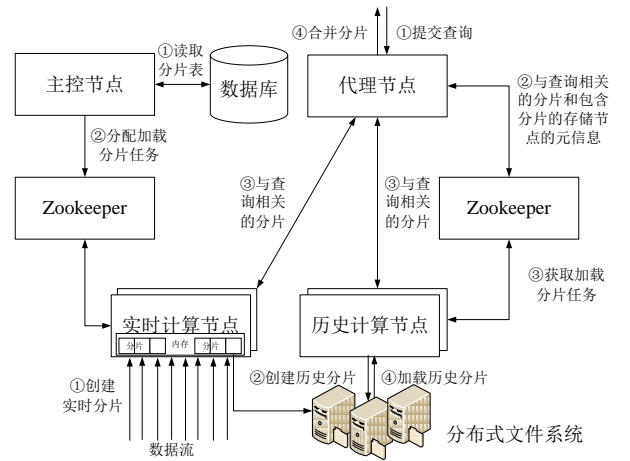 ④合并分片
①提交查询
①读取
分片表
主控节点
数据库
代理节点
②与查询相关
的分片和包含
分片的存储节
点的元信息
②分配加载
分片任务
③与查
询相关
的分片
③与查
询相关
的分片
Zookeeper
Zookeeper
③获取加载
分片任务
实时计算节点
历史计算节点
分片
内存
分片
①创建
实时分片
②创建历史分片
④加载历史分片
数据流
分布式文件系统